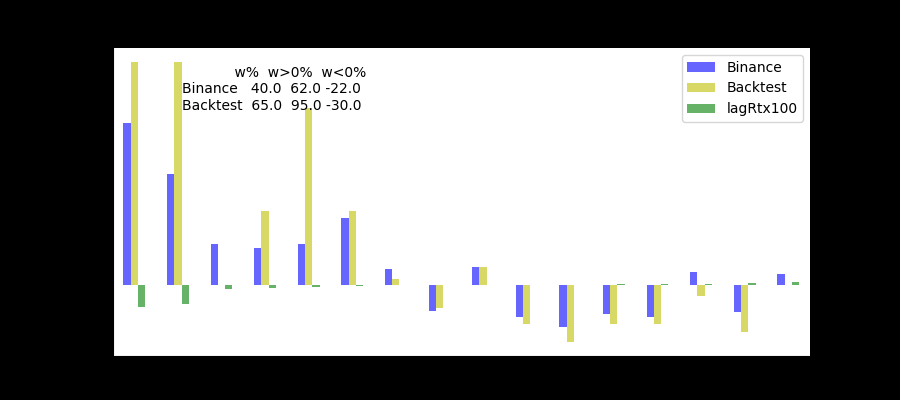 w% w>0% w<0%
Binance 40.0 62.0 -22.0
Backtest 65.0 95.0 -30.0
Binance
Backtest
lagRtx100